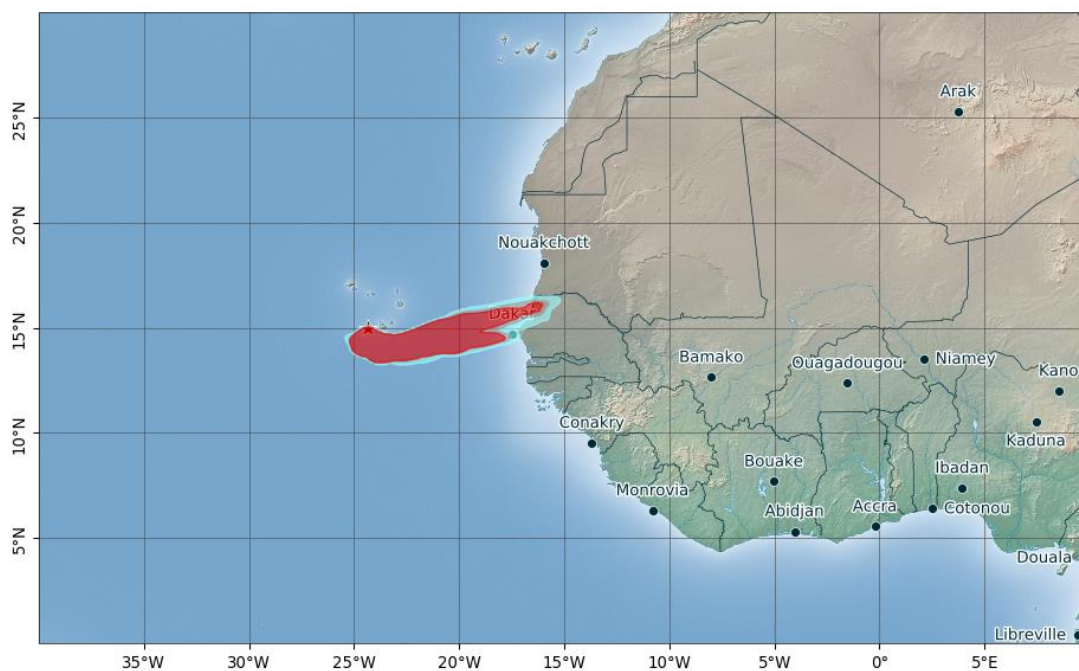 Arak
25°N
20°N
Nouakchott
Dakar
15°N
Bamako
Ouagadougou
Niamey
Kano
Conakry
10°N
Kaduna
Bouake
Ibadan
Monrovia
Abidjan
Accra
Cotonou
5°N
Douala
Libreville
35°W
30°W
25°W
20°W
15°W
10°W
5°W
0°
5°E